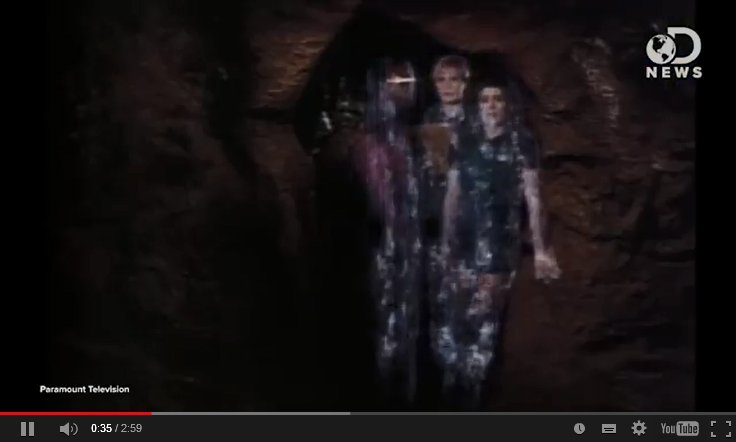 D
NEWS
Paramount Television
0:35 / 2:59
YouTube